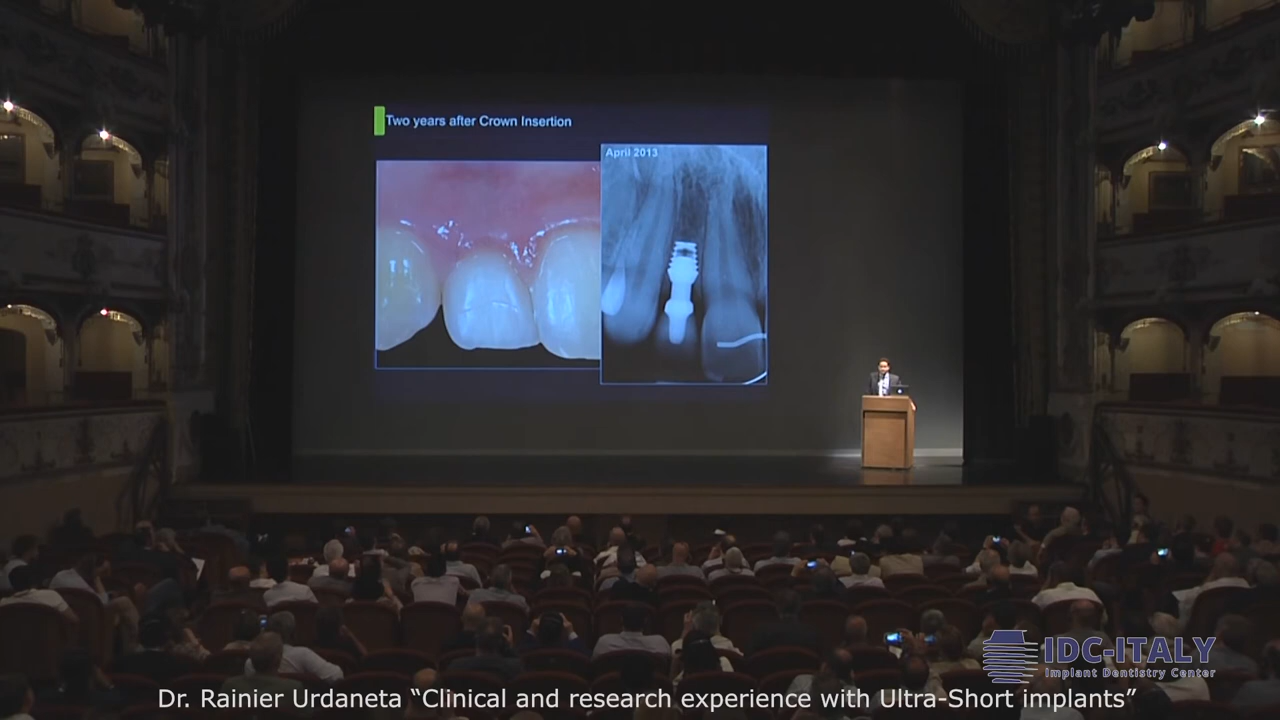 Two years after Crown Insertion
April 2013
IDC-ITALY
Implant Dentistry Center
Dr. Rainier Urdaneta “Clinical and research experience with Ultra-Short implants”